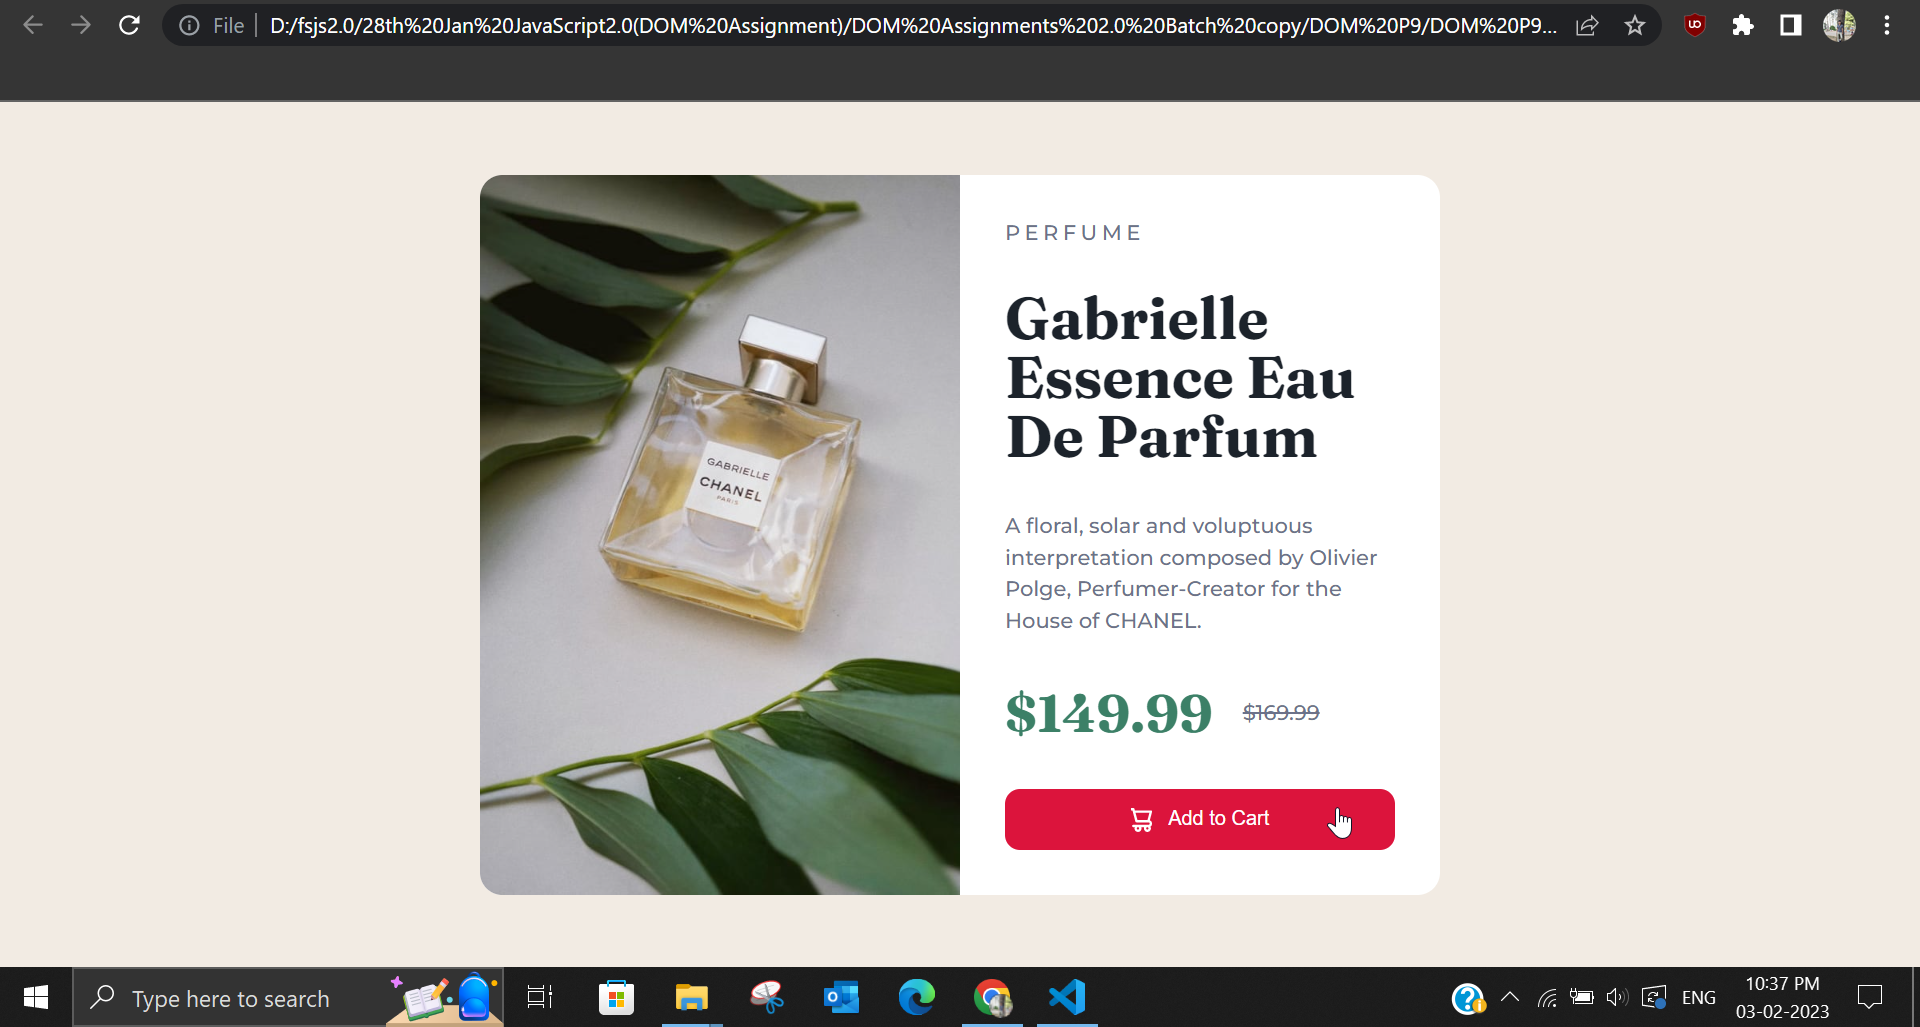 File
D:/fsjs2.0/28th%20Jan%20JavaScript2.0(DOM%20Assignment)/DOM%20Assignments%202.0%20Batch%20copy/DOM%20P9/DOM%20P9...
PERFUME
Gabrielle
Essence Eau
De Parfum
GABRIELLE
CHANEL
PARIS
A floral, solar and voluptuous
interpretation composed by Olivier
Polge, Perfumer-Creator for the
House of CHANEL.
$149.99 $169.99
Add to Cart
Type here to search
ENG
10:37 PM
03-02-2023